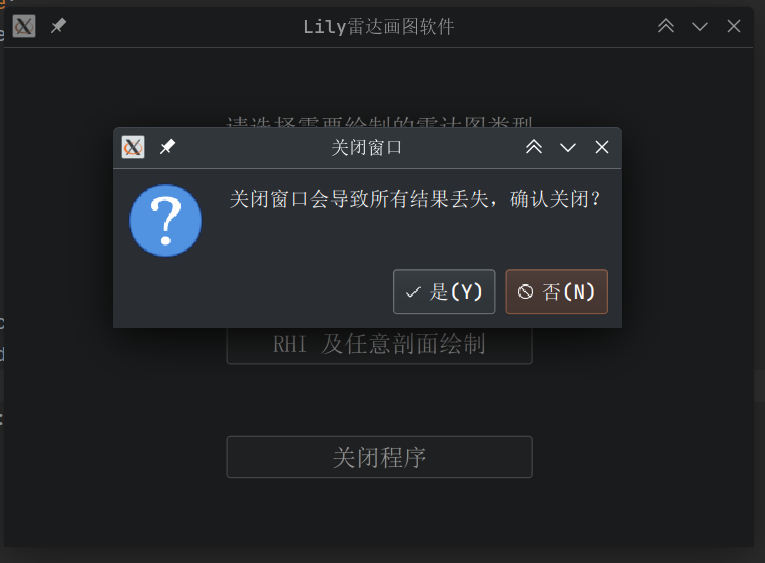 Lily雷达画图软件
请选择需要绘制的雷达图类型
关闭窗口
关闭窗口会导致所有结果丢失，确认关闭？
是(Y)
否(N)
RHI 及任意剖面绘制
关闭程序